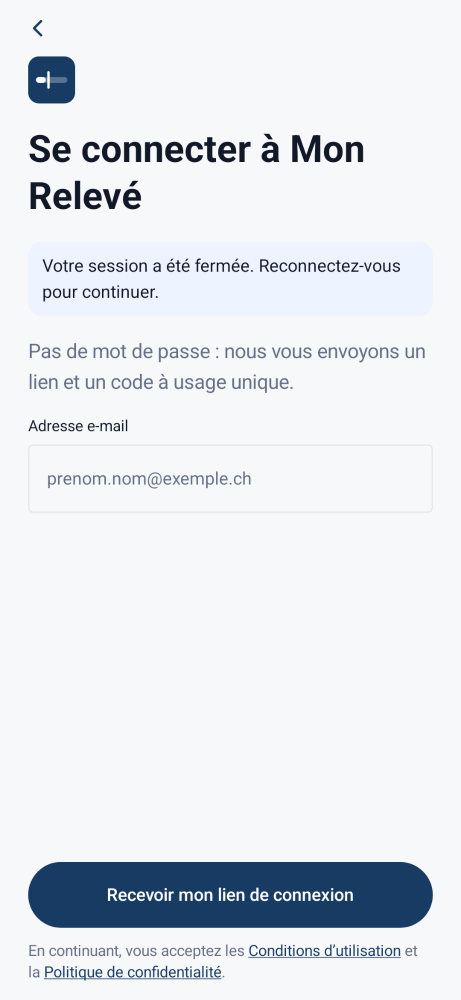 Se connecter à Mon
Relevé
Votre session a été fermée. Reconnectez-vous
pour continuer.
Pas de mot de passe : nous vous envoyons un
lien et un code à usage unique.
Adresse e-mail
prenom.nom@exemple.ch
Recevoir mon lien de connexion
En continuant, vous acceptez les Conditions d’utilisation et
la Politique de confidentialité.